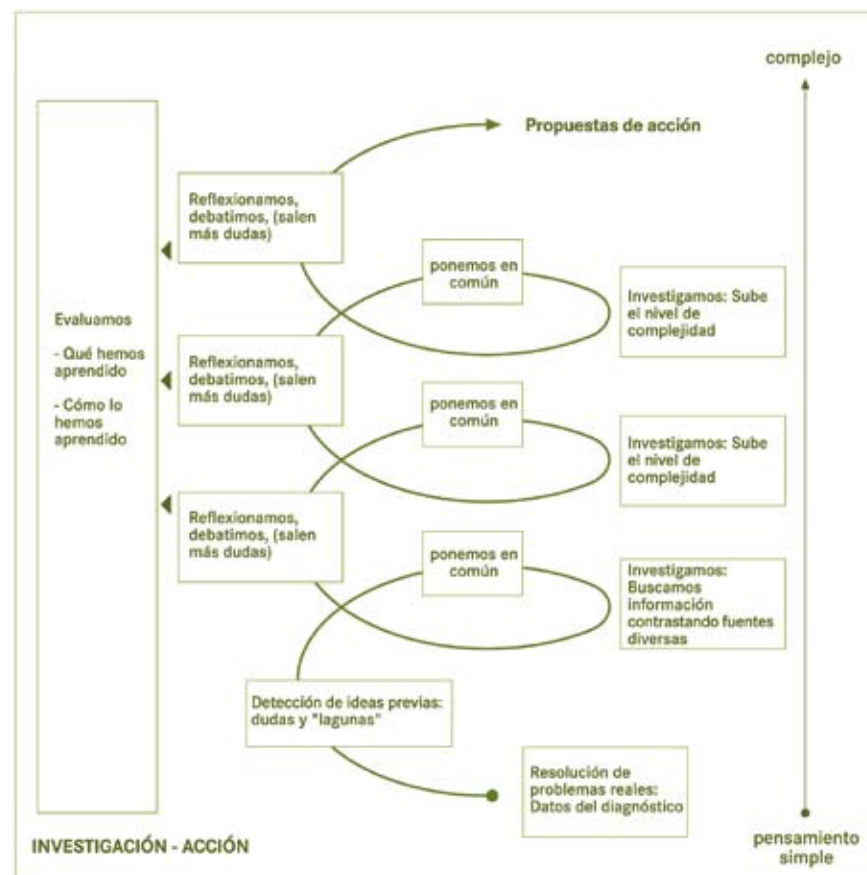 complejo
Propuestas de acción
Reflexionamos,
debatimos, (salen
más dudas)
ponemos en
común
Investigamos: Sube
el nivel de
complejidad
Evaluamos
- Qué hemos
aprendido
- Cómo lo
hemos
aprendido
Reflexionamos,
debatimos, (salen
más dudas)
ponemos en
común
Investigamos: Sube
el nivel de
complejidad
Reflexionamos,
debatimos, (salen
más dudas)
ponemos en
común
Investigamos:
Buscamos
información
contrastando fuentes
diversas
Detección de ideas previas:
dudas y "lagunas"
Resolución de
problemas reales:
Datos del diagnóstico
INVESTIGACIÓN - ACCIÓN
pensamiento
simple